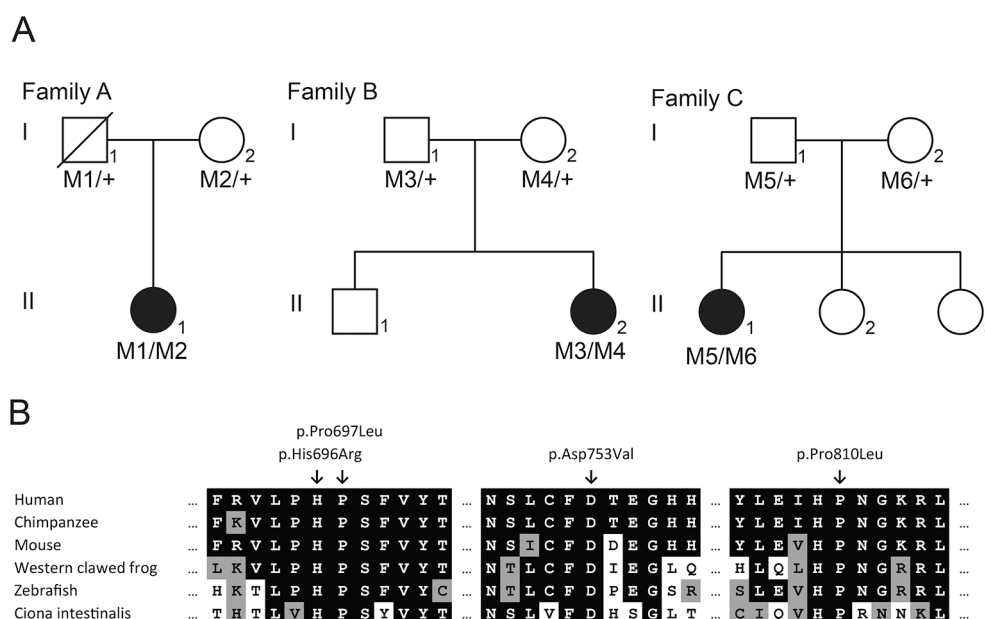 A
Family A
Family B
Family C
I
1
2
I
1
2
I
1
2
M1/+
M2/+
M3/+
M4/+
M5/+
M6/+
II
1
II
1
2
II
1
2
M1/M2
M3/M4
M5/M6
B
p.Pro697Leu
p.His696Arg
p.Asp753Val
p.Pro810Leu
Human ... F R V L P H P S F V Y T ... N S L C F D T E G H H ... Y L E I H P N G K R L ...
Chimpanzee ... F K V L P H P S F V Y T ... N S L C F D T E G H H ... Y L E I H P N G K R L ...
Mouse ... F R V L P H P S F V Y T ... N S I C F D D E G H H ... Y L E V H P N G K R L ...
Western clawed frog ... L K V L P H P S F V Y T ... N T L C F D I E G L Q ... H L Q L H P N G R R L ...
Zebrafish ... H K T L P H P S F V Y C ... N T L C F D P E G S R ... S L E V H P N G R R L ...
Ciona intestinalis ... T H T L V H P S Y V Y T ... N S L V F D H S G L T ... C I Q V H P R N N K L ...